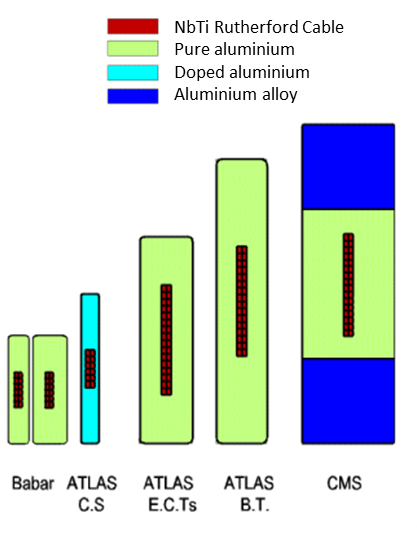 NbTi Rutherford Cable
Pure aluminium
Doped aluminium
Aluminium alloy
Babar
ATLAS
C.S
ATLAS
E.C.Ts
ATLAS
B.T.
CMS